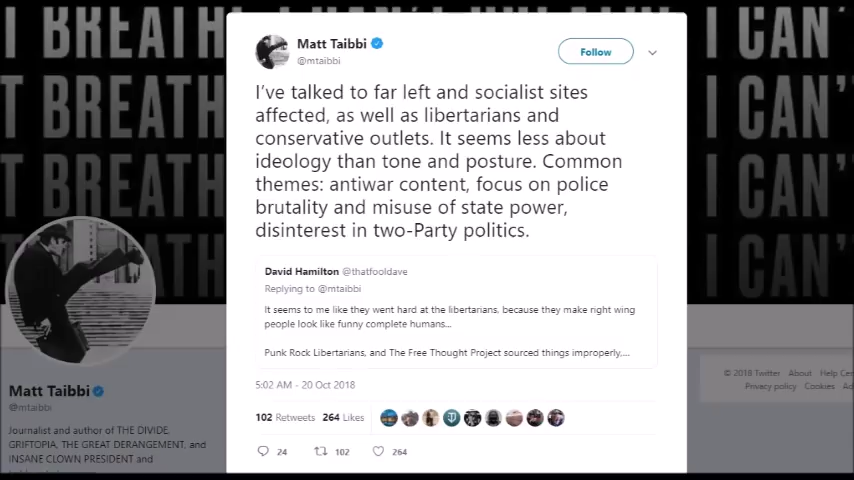 I BREATH
T BREATH
T BREATH
T BREATH
I CAN'
I CAN'
I CAN'
I CAN'
Matt Taibbi
@mtaibbi
Follow
I've talked to far left and socialist sites
affected, as well as libertarians and
conservative outlets. It seems less about
ideology than tone and posture. Common
themes: antiwar content, focus on police
brutality and misuse of state power,
disinterest in two-Party politics.
David Hamilton @thatfooldave
Replying to @mtaibbi
It seems to me like they went hard at the libertarians, because they make right wing
people look like funny complete humans...
Punk Rock Libertarians, and The Free Thought Project sourced things improperly,...
5:02 AM - 20 Oct 2018
102 Retweets 264 Likes
24 102 264
Matt Taibbi
@mtaibbi
Journalist and author of THE DIVIDE,
GRIFTOPIA, THE GREAT DERANGEMENT, and
INSANE CLOWN PRESIDENT and
© 2018 Twitter About Help Cen
Privacy policy Cookies Ad